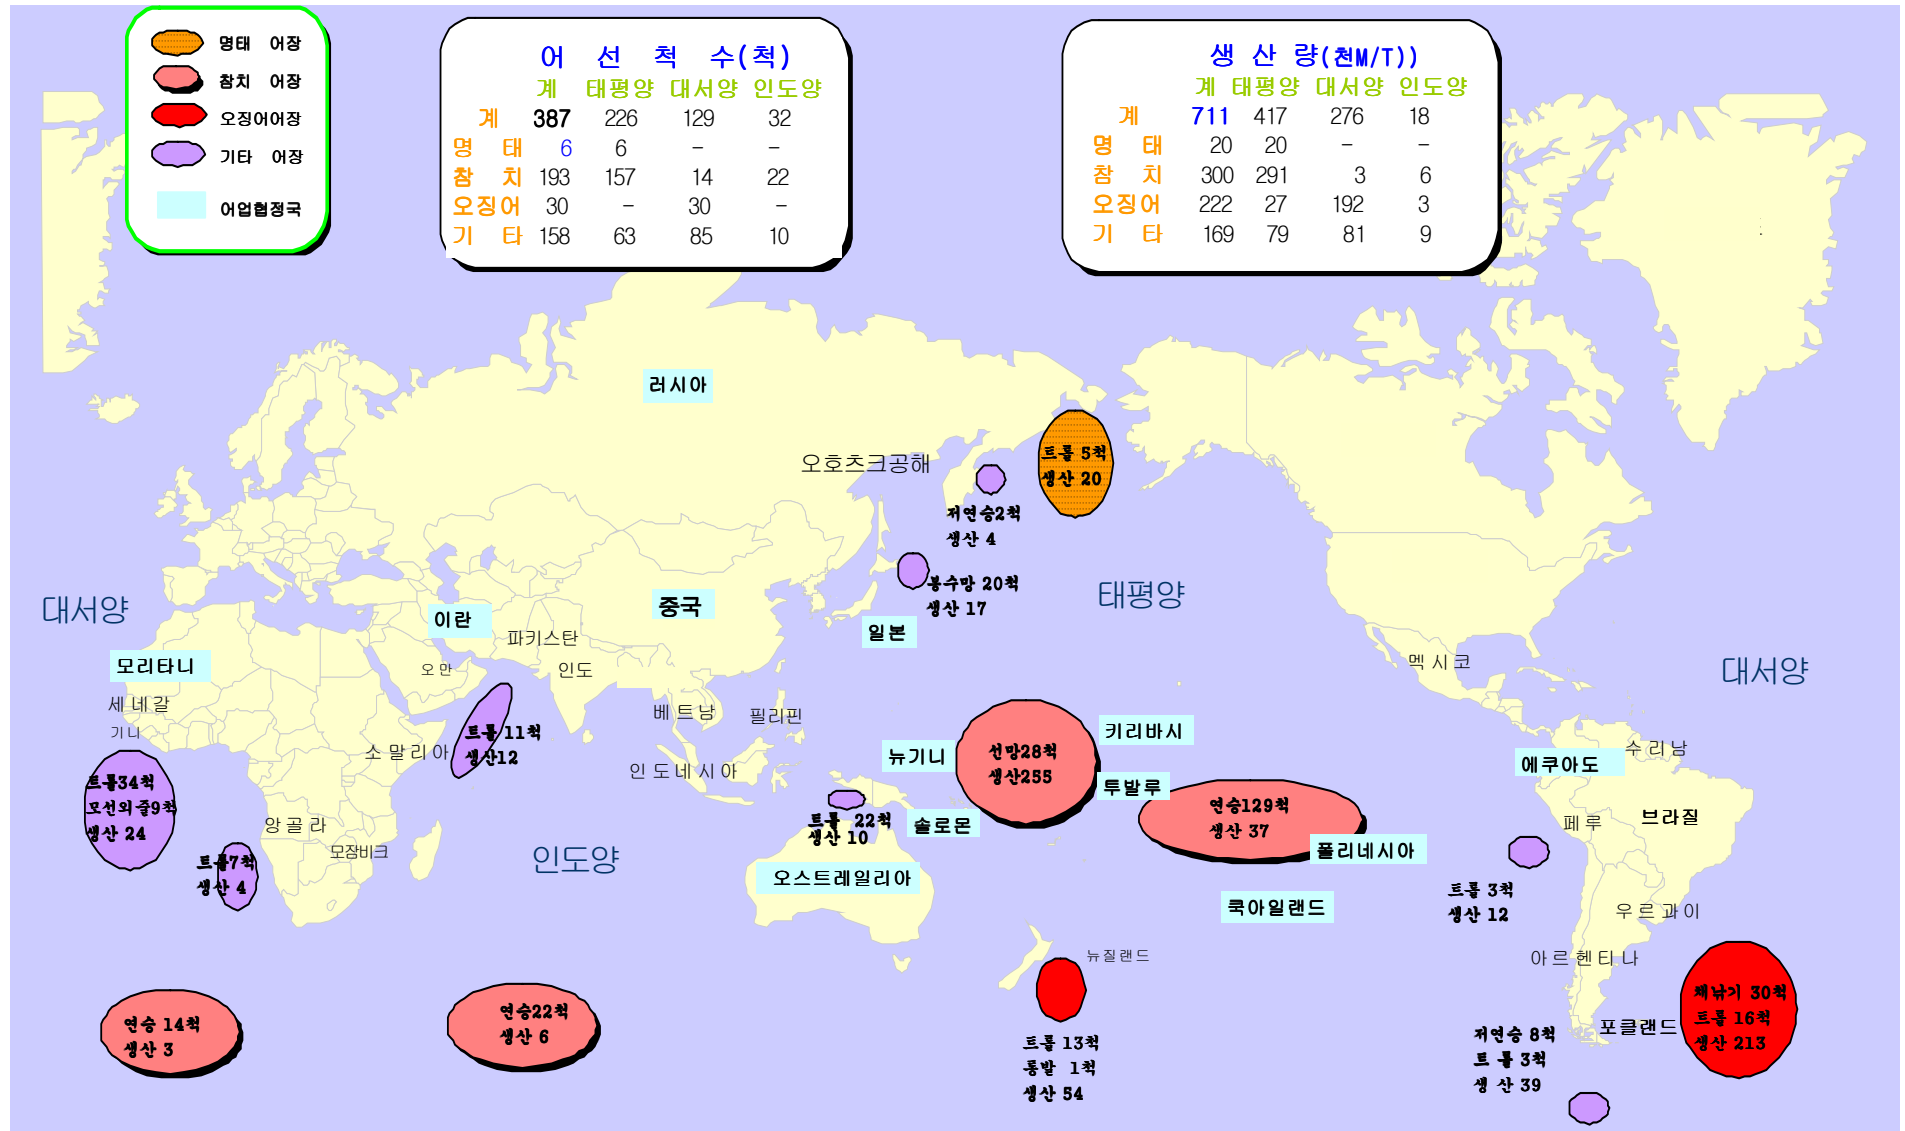 명태 어장
참치 어장
오징어어장
기타 어장
어업협정국
어 선 척 수(척)
계 태평양 대서양 인도양
계 387 226 129 32
명 태 6 6 - -
참 치 193 157 14 22
오징어 30 - 30 -
기 타 158 63 85 10
생 산 량(천M/T))
계 태평양 대서양 인도양
계 711 417 276 18
명 태 20 20 - -
참 치 300 291 3 6
오징어 222 27 192 3
기 타 169 79 81 9
러시아
오호츠크공해
트롤 5척
생산 20
저연승2척
생산 4
봉수망 20척
생산 17
대서양
태평양
대서양
이란
중국
일본
파키스탄
오만
인도
모리타니
세네갈
기니
소말리아
베트남
필리핀
인도네시아
멕시코
트롤 11척
생산12
트롤34척
모선외줄9척
생산 24
앙골라
모잠비크
트롤7척
생산 4
인도양
뉴기니
선망28척
생산255
키리바시
투발루
솔로몬
트롤 22척
생산 10
오스트레일리아
연승129척
생산 37
폴리네시아
쿡아일랜드
수리남
에쿠아도
페루
브라질
트롤 3척
생산 12
우르과이
아르헨티나
뉴질랜드
연승 14척
생산 3
연승22척
생산 6
트롤 13척
통발 1척
생산 54
포클랜드
채낚기 30척
트롤 16척
생산 213
저연승 8척
트 롤 3척
생 산 39